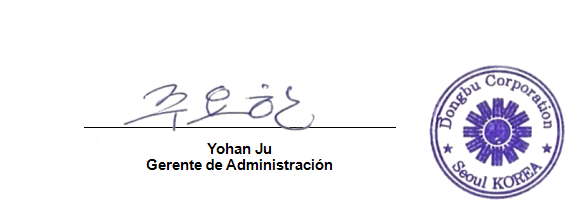 주요한
Yohan Ju
Gerente de Administración
Dongbu Corporation
★ Seoul KOREA ★